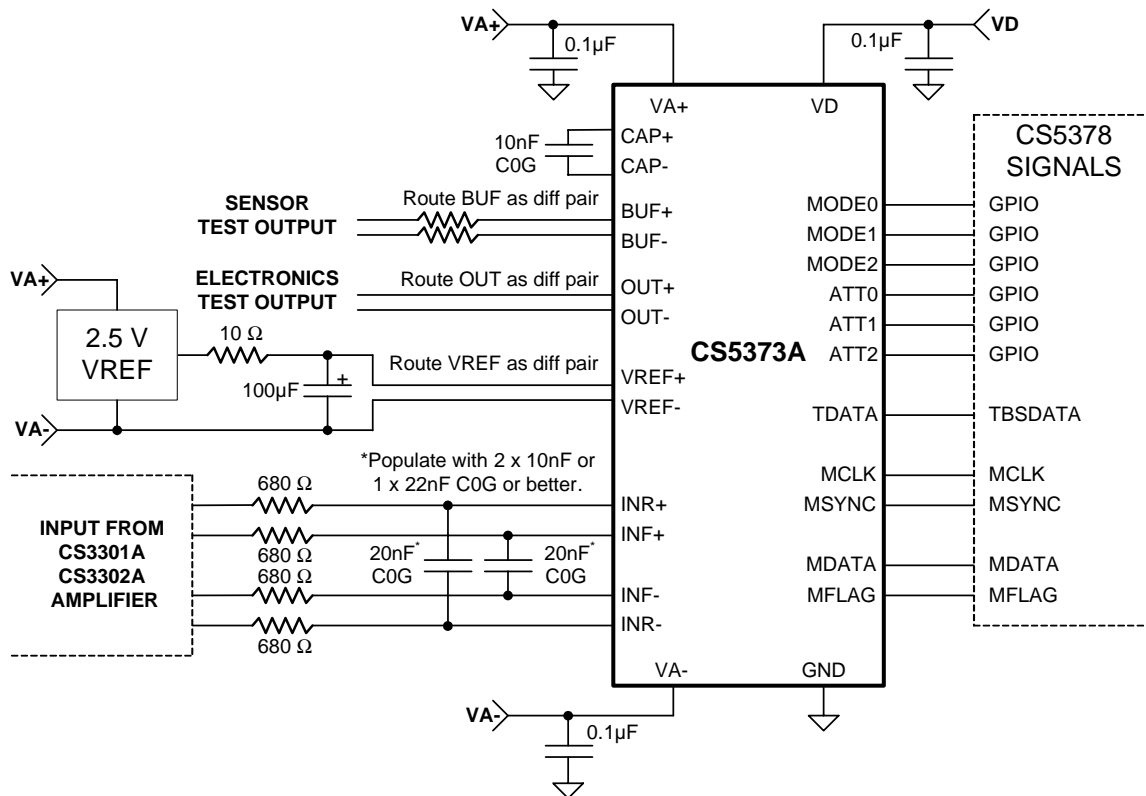 VA+
0.1µF
0.1µF
VD
VA+
VD
CS5378
SIGNALS
10nF
C0G
CAP+
CAP-
SENSOR
TEST OUTPUT
Route BUF as diff pair
BUF+
BUF-
MODE0
GPIO
MODE1
GPIO
MODE2
GPIO
VA+
ELECTRONICS
TEST OUTPUT
Route OUT as diff pair
OUT+
OUT-
ATT0
GPIO
ATT1
GPIO
ATT2
GPIO
CS5373A
2.5 V
VREF
10 Ω
100µF
+
Route VREF as diff pair
VREF+
VREF-
VA-
TDATA
TBSDATA
*Populate with 2 x 10nF or
1 x 22nF C0G or better.
MCLK
MCLK
MSYNC
MSYNC
INPUT FROM
CS3301A
CS3302A
AMPLIFIER
680 Ω
680 Ω
680 Ω
680 Ω
20nF*
C0G
20nF*
C0G
INR+
INF+
INF-
INR-
MDATA
MDATA
MFLAG
MFLAG
VA-
GND
VA-
0.1µF